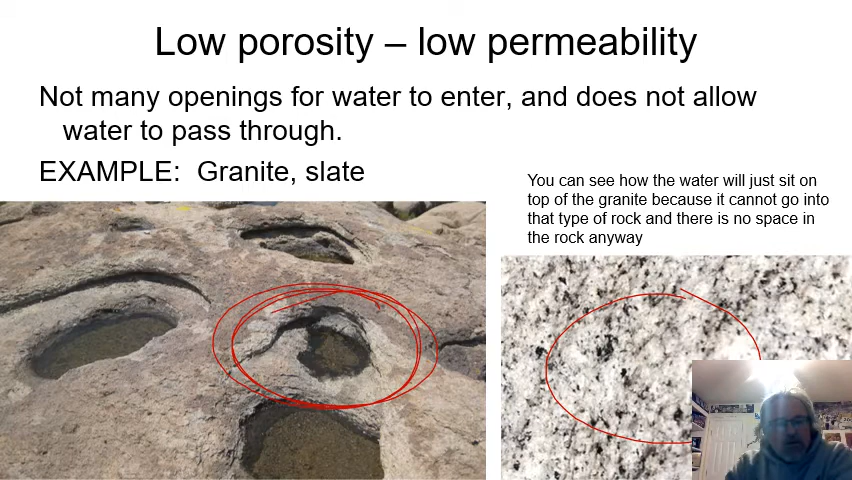 Low porosity – low permeability
Not many openings for water to enter, and does not allow
water to pass through.
EXAMPLE:  Granite, slate
You can see how the water will just sit on
top of the granite because it cannot go into
that type of rock and there is no space in
the rock anyway